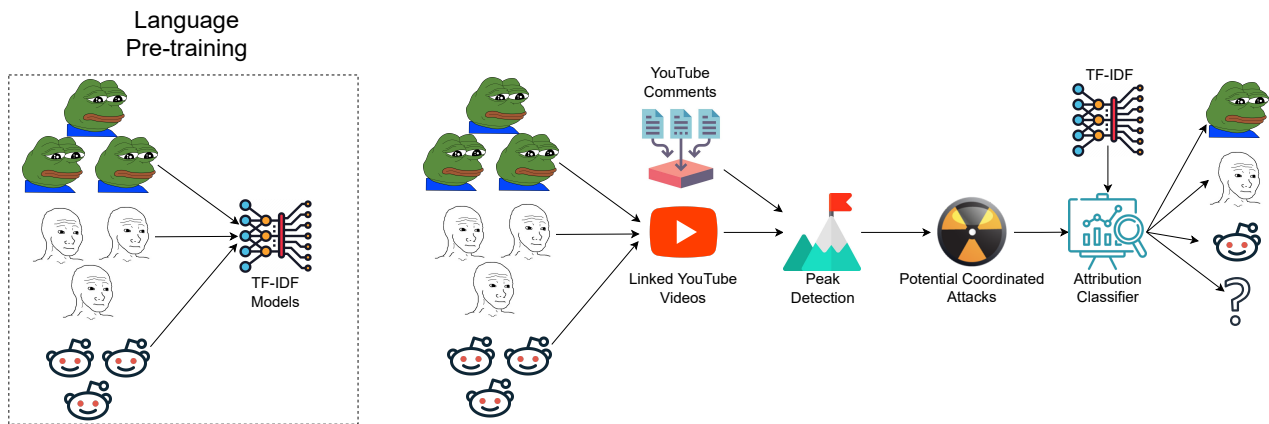 Language
Pre-training
TF-IDF
Models
YouTube
Comments
Linked YouTube
Videos
Peak
Detection
Potential Coordinated
Attacks
TF-IDF
Attribution
Classifier
?